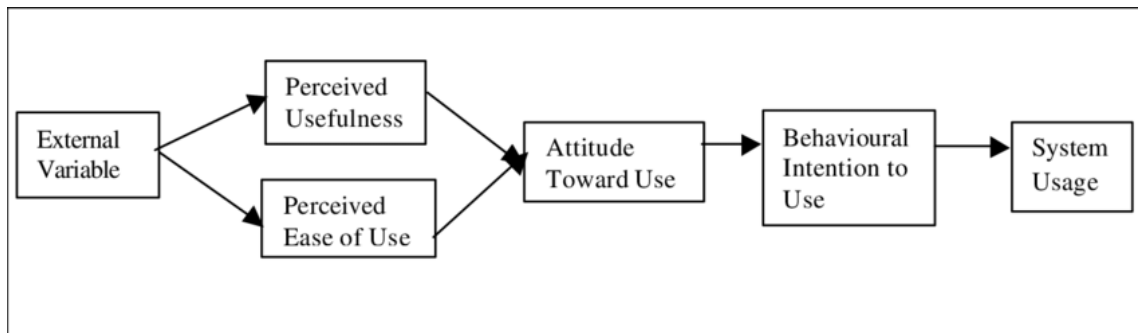 External
Variable
Perceived
Usefulness
Perceived
Ease of Use
Attitude
Toward Use
Behavioural
Intention to
Use
System
Usage